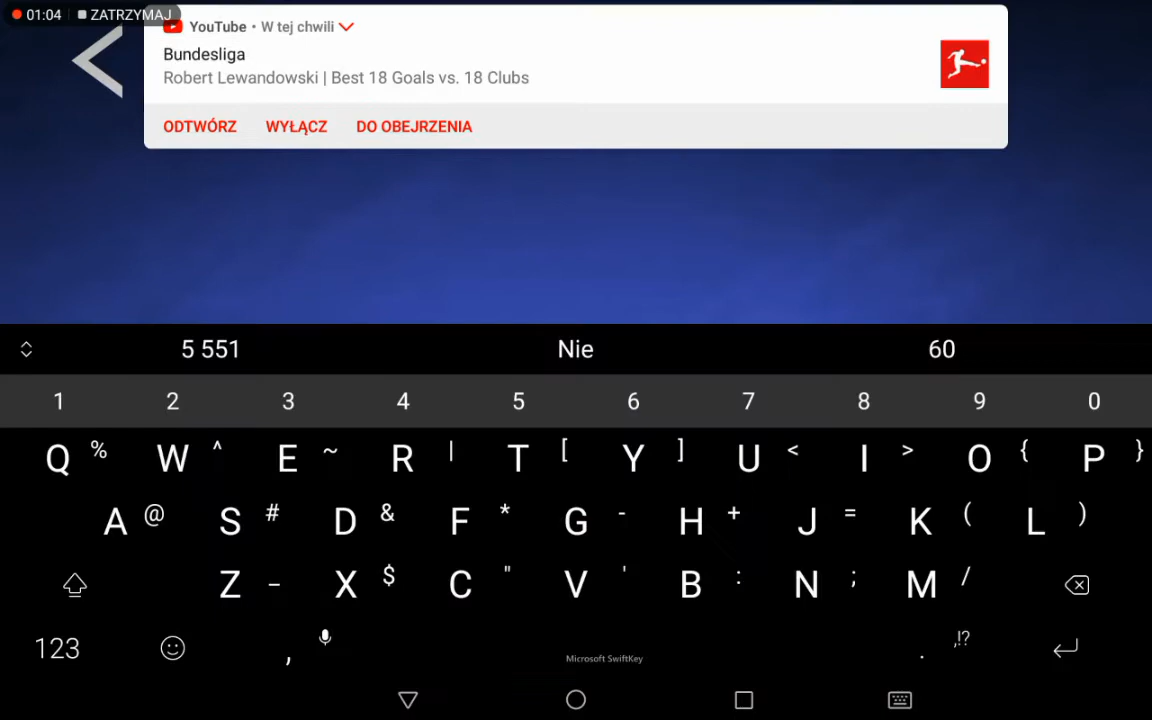 01:04 ZATRZYMAJ
YouTube • W tej chwili
Bundesliga
Robert Lewandowski | Best 18 Goals vs. 18 Clubs
ODTWÓRZ WYŁĄCZ DO OBEJRZENIA
5 551 Nie 60
1 2 3 4 5 6 7 8 9 0
Q % W ^ E ~ R | T [ Y ] U < I > O { P }
A @ S # D & F * G - H + J = K ( L )
Z _ X $ C " V ' B : N ; M /
123 , Microsoft SwiftKey . ,!?